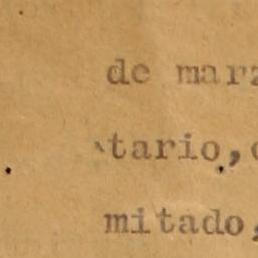 de marz
tario,
mitado,